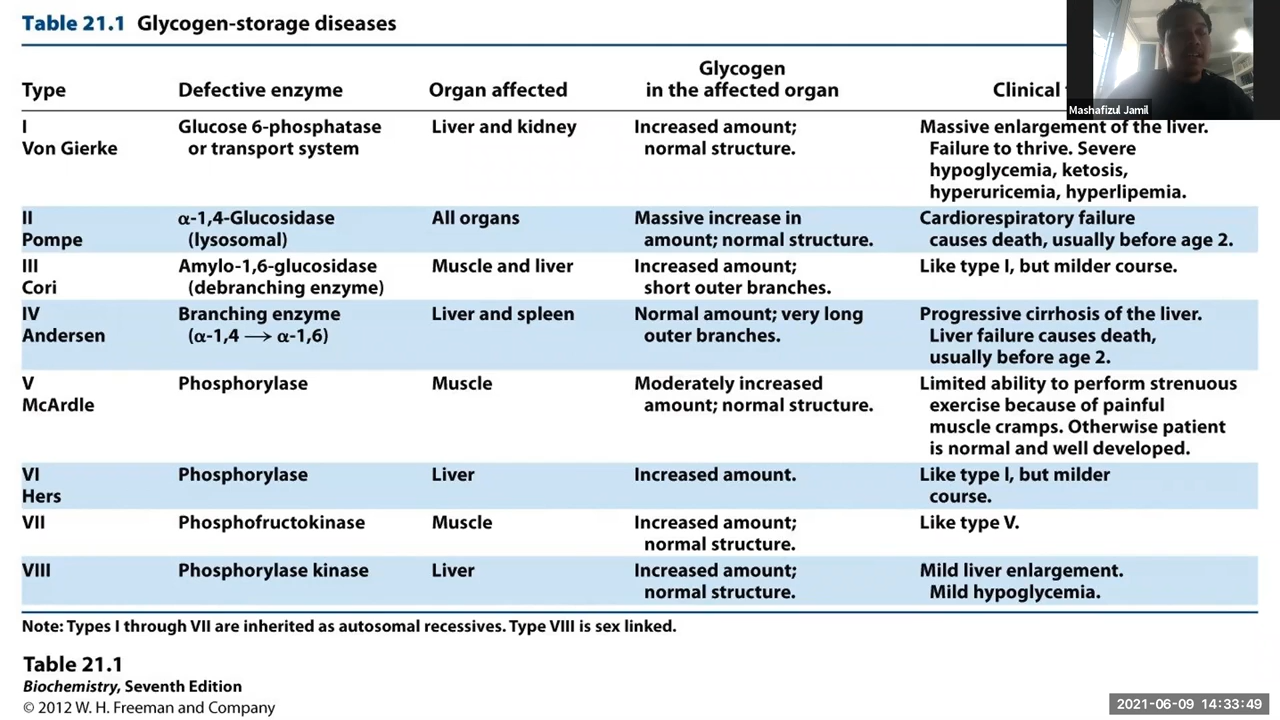 Table 21.1 Glycogen-storage diseases
Type Defective enzyme Organ affected Glycogen in the affected organ Clinical
I Glucose 6-phosphatase Liver and kidney Increased amount; Massive enlargement of the liver.
Von Gierke or transport system normal structure. Failure to thrive. Severe
hypoglycemia, ketosis,
hyperuricemia, hyperlipemia.
II α-1,4-Glucosidase All organs Massive increase in Cardiorespiratory failure
Pompe (lysosomal) amount; normal structure. causes death, usually before age 2.
III Amylo-1,6-glucosidase Muscle and liver Increased amount; Like type I, but milder course.
Cori (debranching enzyme) short outer branches.
IV Branching enzyme Liver and spleen Normal amount; very long Progressive cirrhosis of the liver.
Andersen (α-1,4 ⟶ α-1,6) outer branches. Liver failure causes death,
usually before age 2.
V Phosphorylase Muscle Moderately increased Limited ability to perform strenuous
McArdle amount; normal structure. exercise because of painful
muscle cramps. Otherwise patient
is normal and well developed.
VI Phosphorylase Liver Increased amount. Like type I, but milder
Hers course.
VII Phosphofructokinase Muscle Increased amount; Like type V.
normal structure.
VIII Phosphorylase kinase Liver Increased amount; Mild liver enlargement.
normal structure. Mild hypoglycemia.
Note: Types I through VII are inherited as autosomal recessives. Type VIII is sex linked.
Table 21.1
Biochemistry, Seventh Edition
© 2012 W. H. Freeman and Company
Mashafizul Jamil
2021-06-09 14:33:49